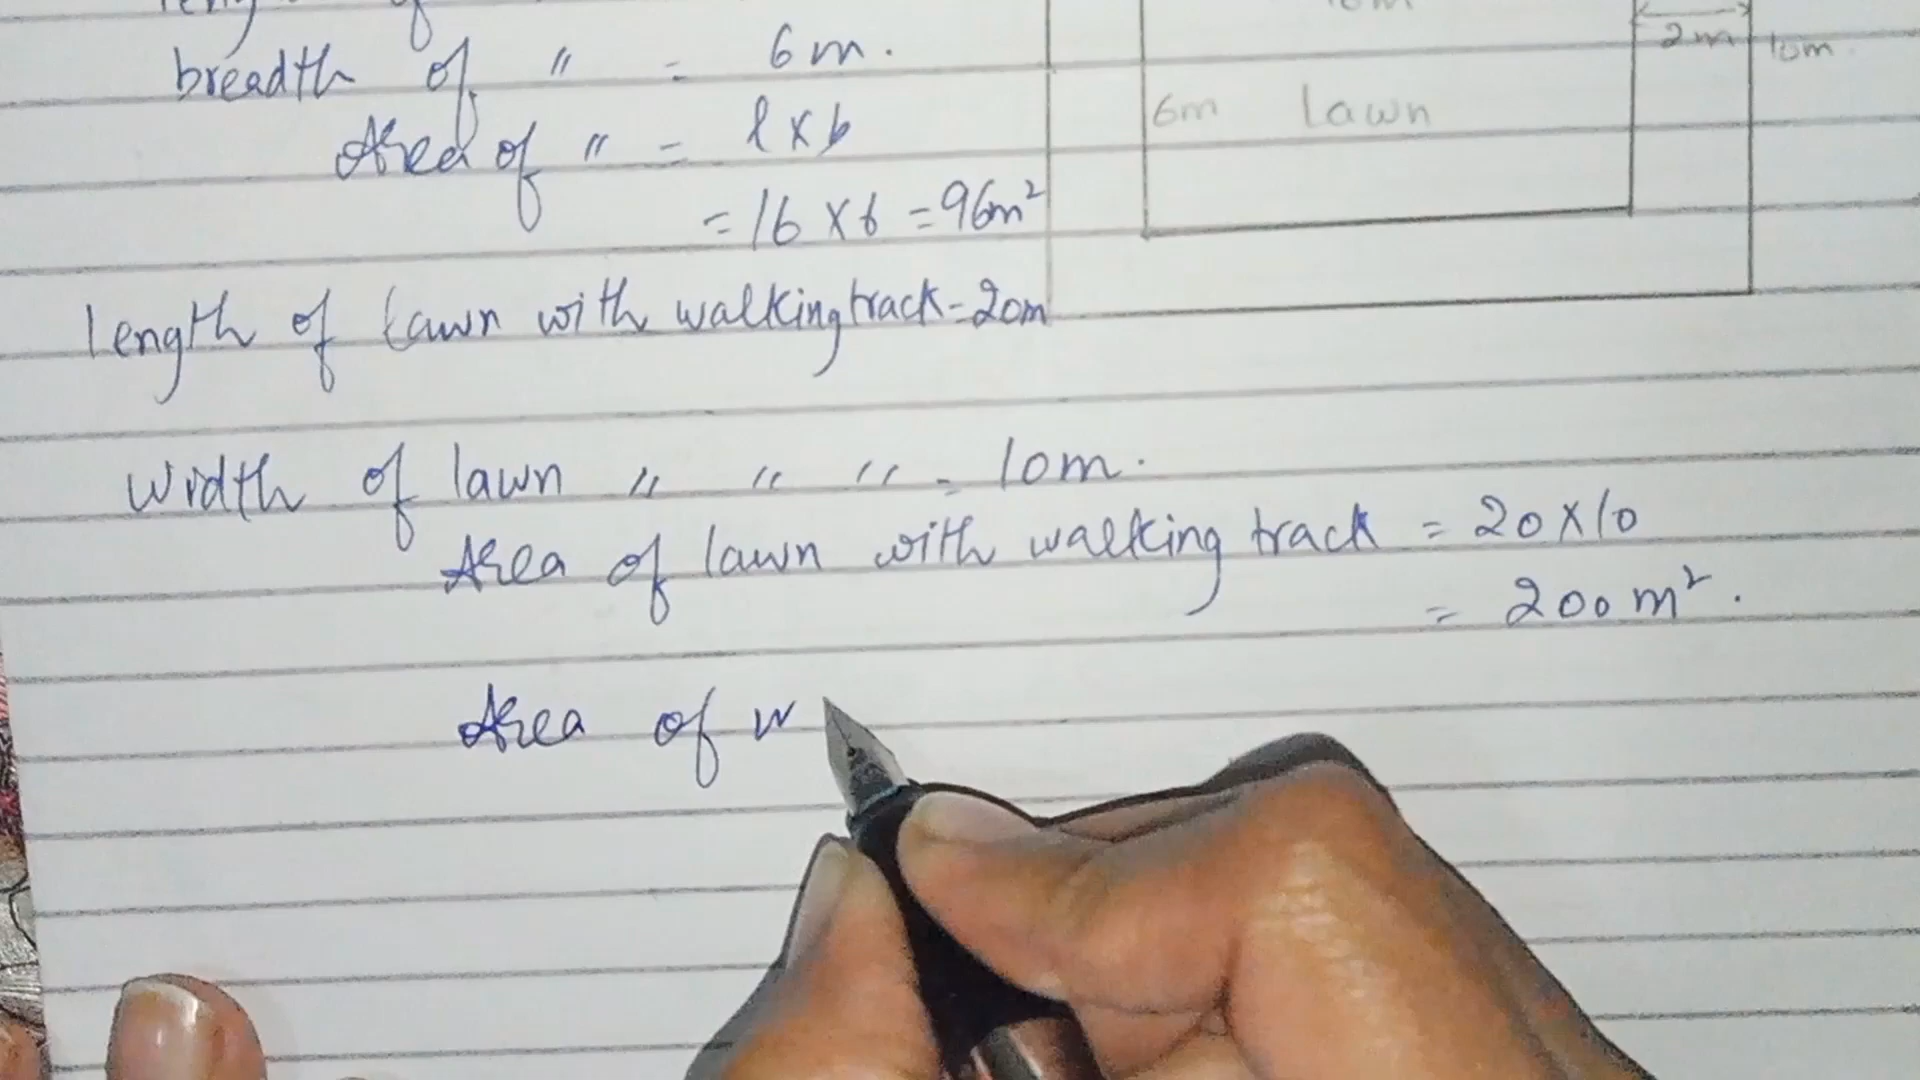 breadth of " = 6m.
Area of " = l x b
= 16 x 6 = 96m²
length of lawn with walking track = 20m
width of lawn " " " = 10m.
Area of lawn with walking track = 20 x 10
= 200 m².
Area of w
2m 10m.
6m lawn